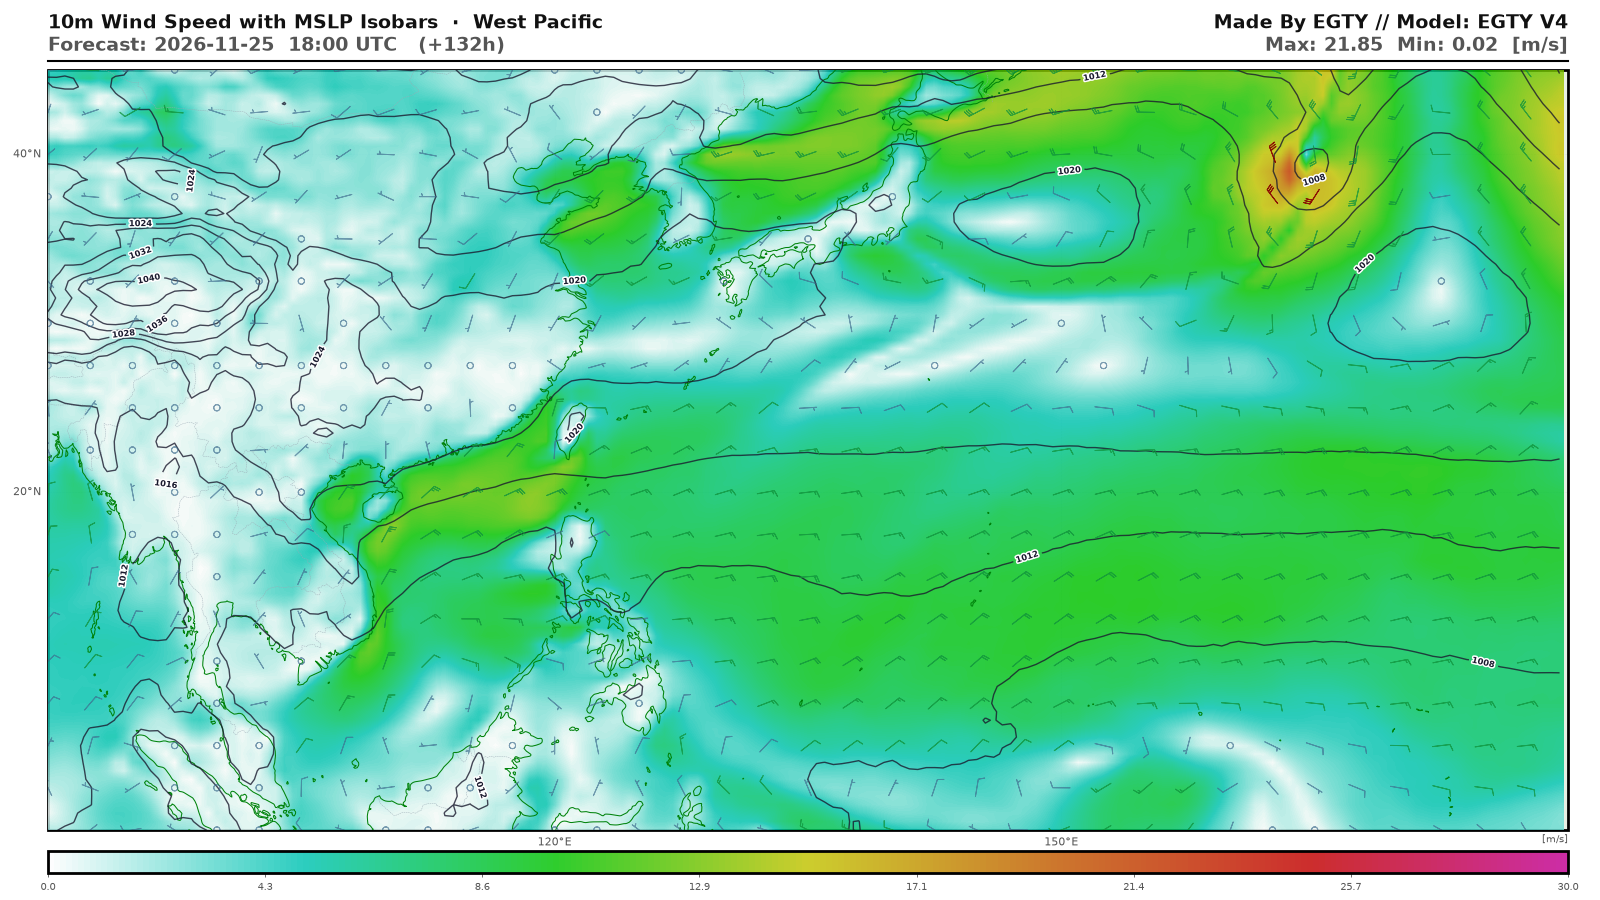 10m Wind Speed with MSLP Isobars · West Pacific
Made By EGTY // Model: EGTY V4
Forecast: 2026-11-25 18:00 UTC (+132h)
Max: 21.85 Min: 0.02 [m/s]
1012
40°N
1024
1020
1008
1024
1032
1020
1040
1020
1036
1028
1024
1020
1016
20°N
1012
1012
1008
1012
120°E
150°E
[m/s]
0.0
4.3
8.6
12.9
17.1
21.4
25.7
30.0